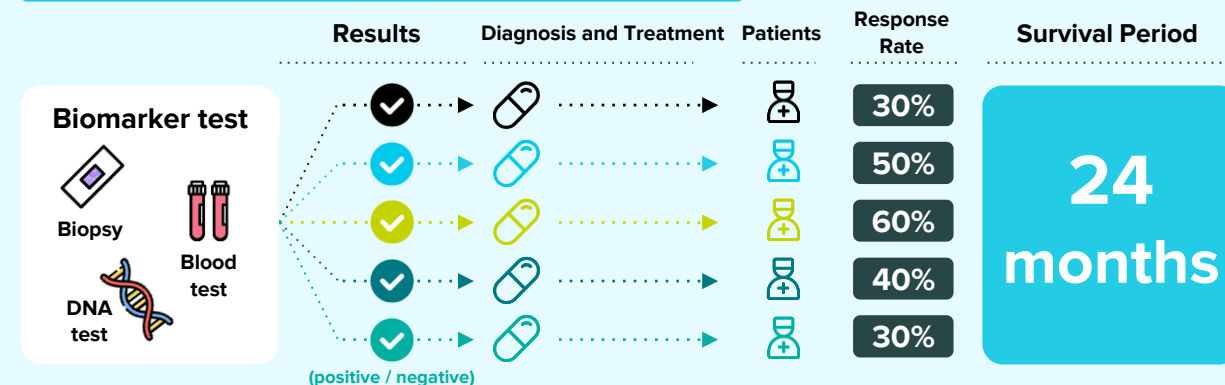 Results
Diagnosis and Treatment
Patients
Response
Rate
Survival Period
Biomarker test
Biopsy
Blood
test
DNA
test
(positive / negative)
30%
50%
60%
40%
30%
24
months